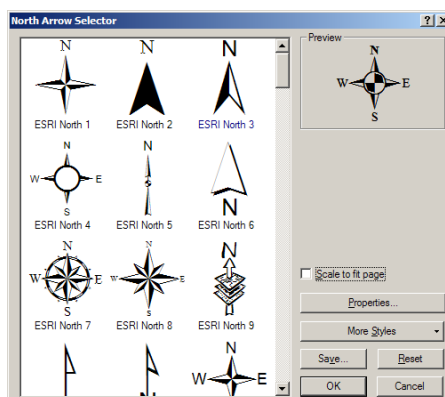 North Arrow Selector
N N N
ESRI North 1 ESRI North 2 ESRI North 3
N N
W E
S N
ESRI North 4 ESRI North 5 ESRI North 6
N N N
W E W E
S S
ESRI North 7 ESRI North 8 ESRI North 9
N N
W E
Preview
N
W E
S
Scale to fit page
Properties...
More Styles
Save... Reset
OK Cancel